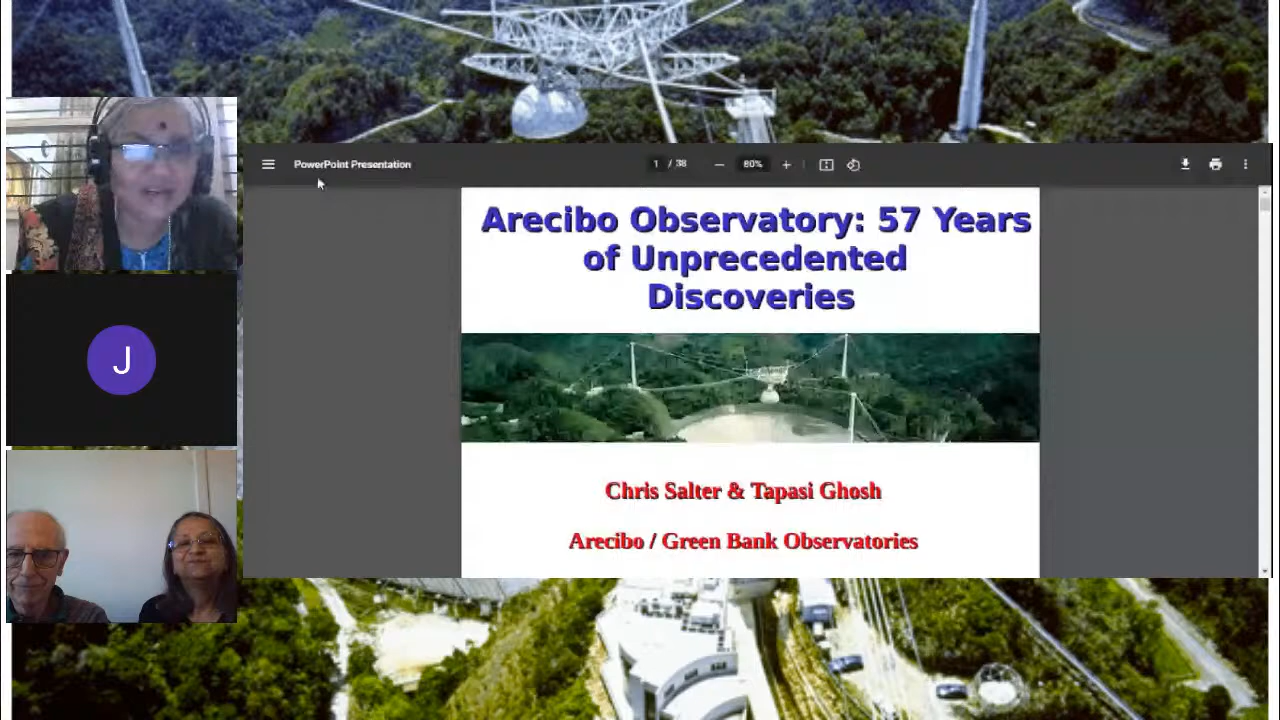 PowerPoint Presentation
1 / 38
80%
Arecibo Observatory: 57 Years
of Unprecedented
Discoveries
J
Chris Salter & Tapasi Ghosh
Arecibo / Green Bank Observatories